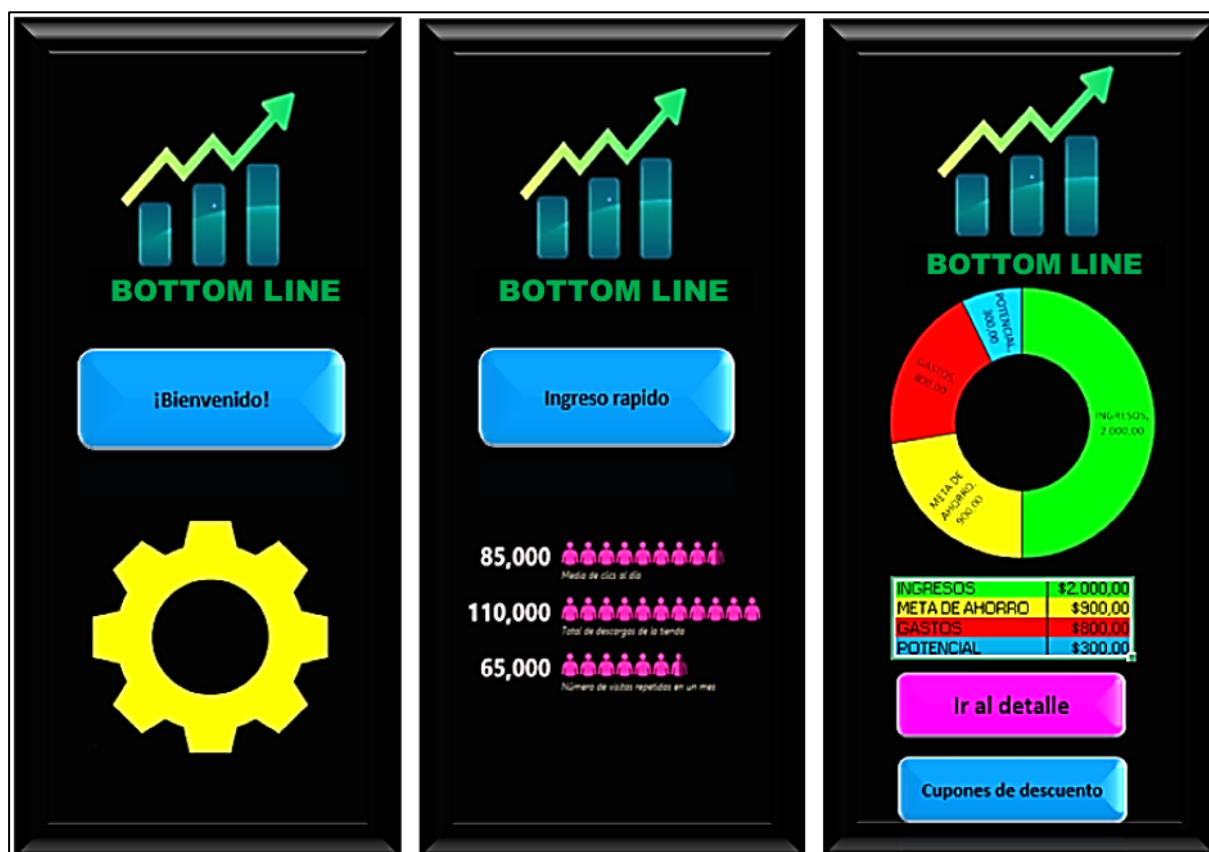 BOTTOM LINE
¡Bienvenido!
BOTTOM LINE
Ingreso rapido
85,000
Media de clics al día
110,000
Total de descargas de la tienda
65,000
Número de visitas repetidas en un mes
BOTTOM LINE
POTENCIAL,
300,00
GASTOS,
800,00
INGRESOS,
2.000,00
META DE
AHORRO,
900,00
INGRESOS $2.000,00
META DE AHORRO $900,00
GASTOS $800,00
POTENCIAL $300,00
Ir al detalle
Cupones de descuento